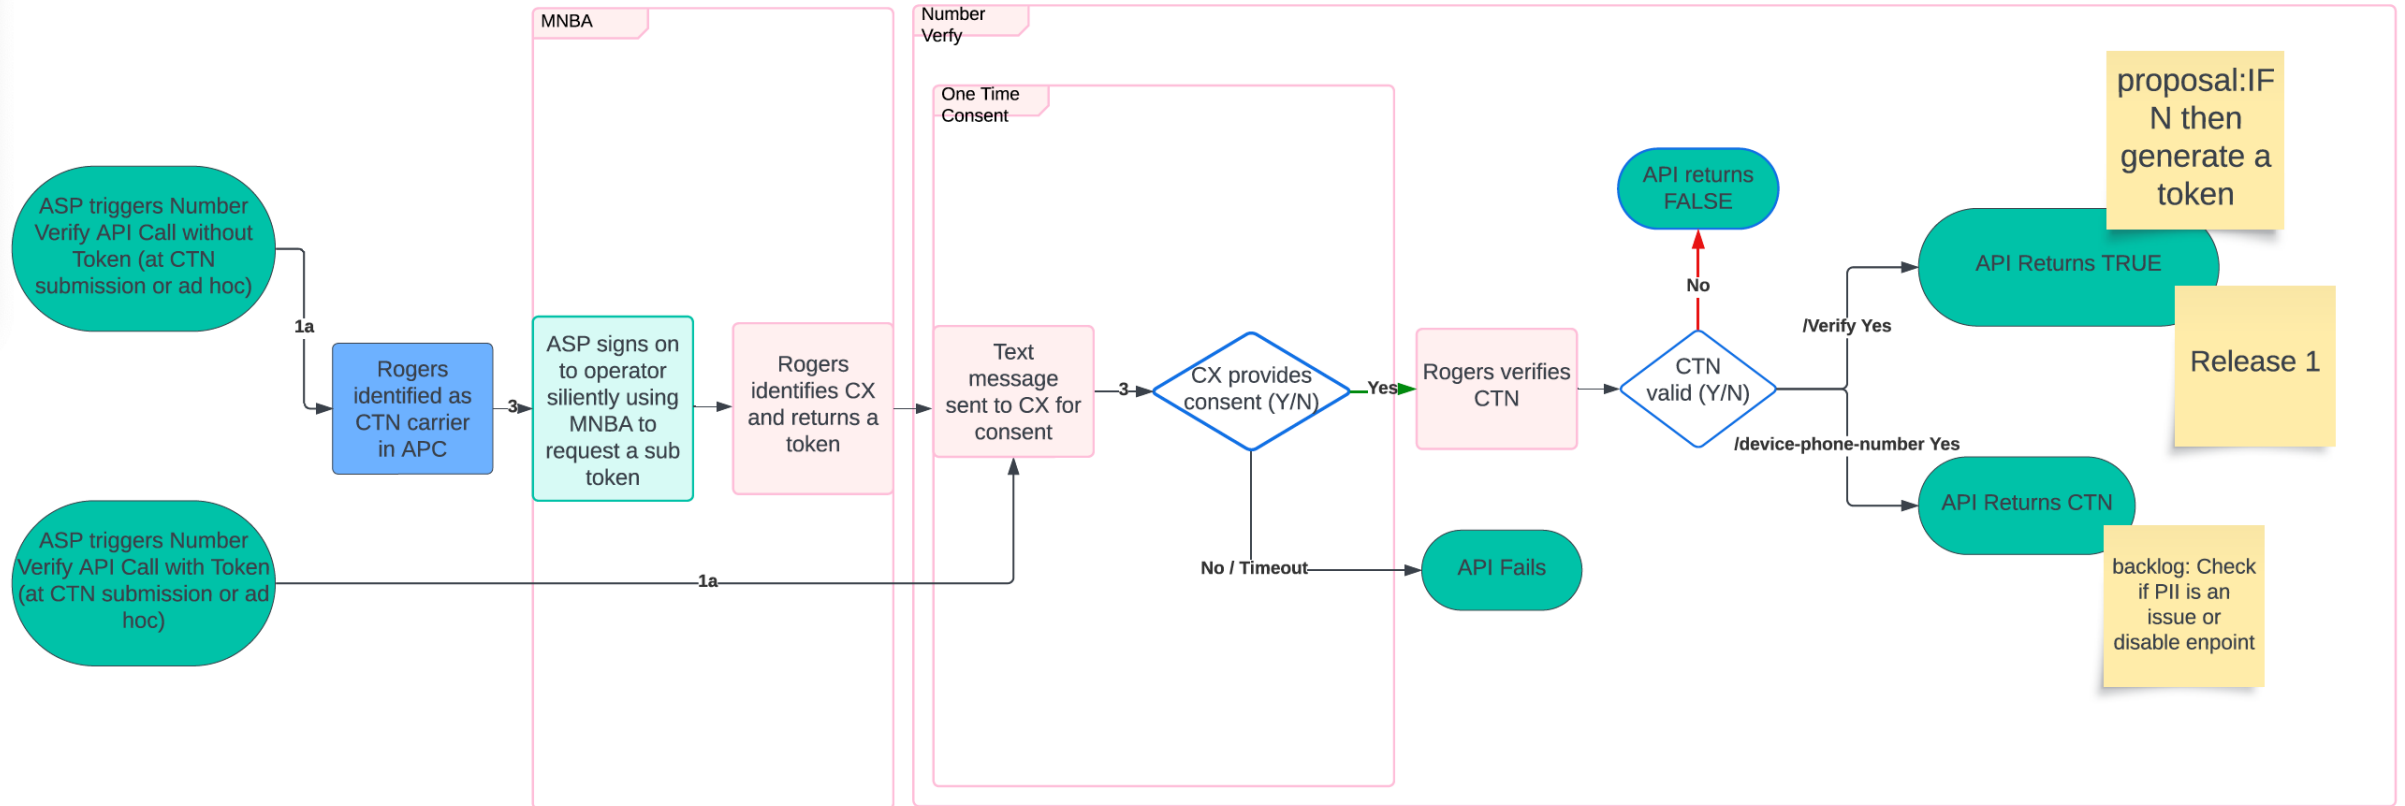 MNBA
Number
Verfy
One Time
Consent
ASP triggers Number
Verify API Call without
Token (at CTN
submission or ad hoc)
1a
Rogers
identified as
CTN carrier
in APC
3
ASP signs on
to operator
siliently using
MNBA to
request a sub
token
Rogers
identifies CX
and returns a
token
Text
message
sent to CX for
consent
3
CX provides
consent (Y/N)
Yes
Rogers verifies
CTN
CTN
valid (Y/N)
No
API returns
FALSE
/Verify Yes
API Returns TRUE
proposal:IF
N then
generate a
token
Release 1
/device-phone-number Yes
API Returns CTN
backlog: Check
if PII is an
issue or
disable enpoint
No / Timeout
API Fails
ASP triggers Number
Verify API Call with Token
(at CTN submission or ad
hoc)
1a